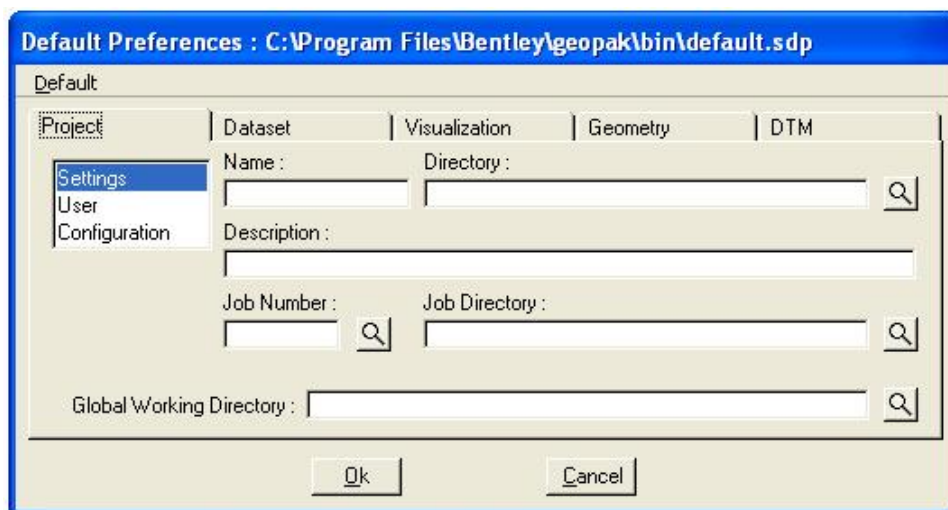 Default Preferences : C:\Program Files\Bentley\geopak\bin\default.sdp
Default
Project Dataset Visualization Geometry DTM
Settings
User
Configuration
Name : Directory :
Description :
Job Number : Job Directory :
Global Working Directory :
Ok Cancel